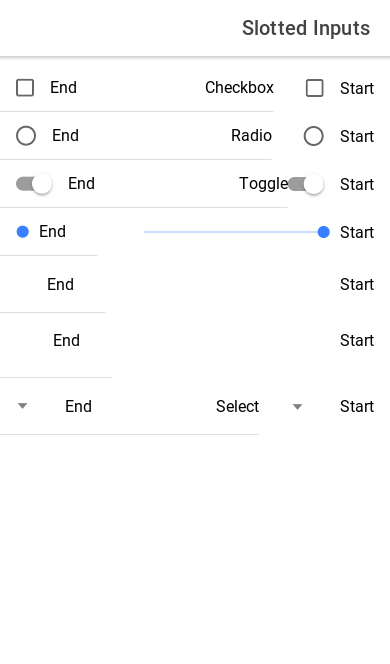 Slotted Inputs
End Checkbox Start
End Radio Start
End Toggle Start
End Start
End Start
End Start
End Select Start